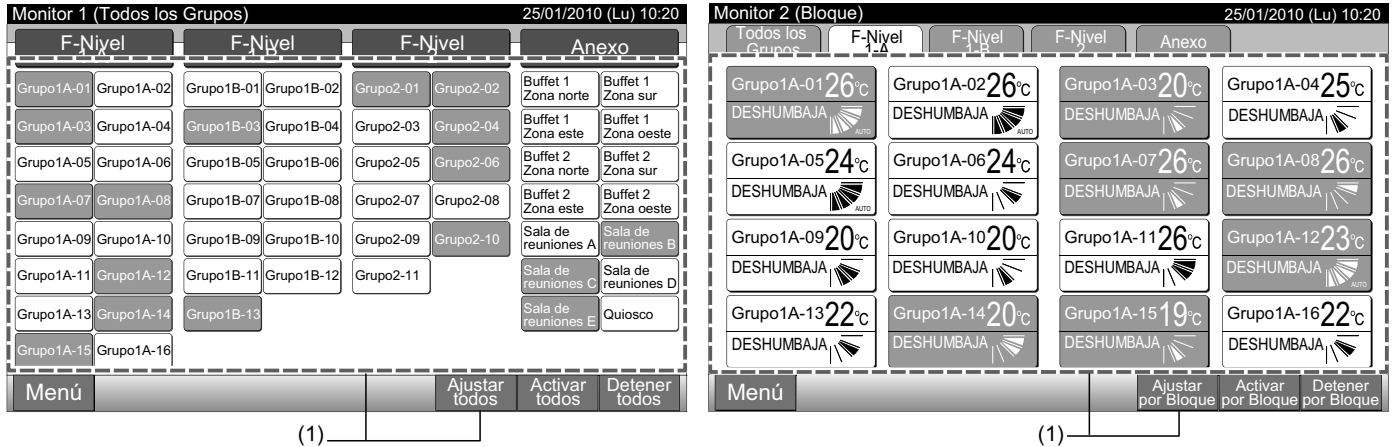 Monitor 1 (Todos los Grupos) 25/01/2010 (Lu) 10:20
F-Nivel F-Nivel F-Nivel Anexo
Grupo1A-01 Grupo1A-02 Grupo1B-01 Grupo1B-02 Grupo2-01 Grupo2-02 Buffet 1 Buffet 1
Zona norte Zona sur
Grupo1A-03 Grupo1A-04 Grupo1B-03 Grupo1B-04 Grupo2-03 Grupo2-04 Buffet 1 Buffet 1
Zona este Zona oeste
Grupo1A-05 Grupo1A-06 Grupo1B-05 Grupo1B-06 Grupo2-05 Grupo2-06 Buffet 2 Buffet 2
Zona norte Zona sur
Grupo1A-07 Grupo1A-08 Grupo1B-07 Grupo1B-08 Grupo2-07 Grupo2-08 Buffet 2 Buffet 2
Zona este Zona oeste
Grupo1A-09 Grupo1A-10 Grupo1B-09 Grupo1B-10 Grupo2-09 Grupo2-10 Sala de Sala de
reuniones A reuniones B
Grupo1A-11 Grupo1A-12 Grupo1B-11 Grupo1B-12 Grupo2-11 Sala de Sala de
reuniones C reuniones D
Grupo1A-13 Grupo1A-14 Grupo1B-13 Sala de Quiosco
reuniones E
Grupo1A-15 Grupo1A-16
Menú Ajustar Activar Detener
todos todos todos
(1)
Monitor 2 (Bloque) 25/01/2010 (Lu) 10:20
Todos los F-Nivel F-Nivel F-Nivel Anexo
Grupos 1-A 1-B 2
Grupo1A-01 26°C Grupo1A-02 26°C Grupo1A-03 20°C Grupo1A-04 25°C
DESHUMBAJA DESHUMBAJA DESHUMBAJA DESHUMBAJA
AUTO AUTO
Grupo1A-05 24°C Grupo1A-06 24°C Grupo1A-07 26°C Grupo1A-08 26°C
DESHUMBAJA DESHUMBAJA DESHUMBAJA DESHUMBAJA
AUTO
Grupo1A-09 20°C Grupo1A-10 20°C Grupo1A-11 26°C Grupo1A-12 23°C
DESHUMBAJA DESHUMBAJA DESHUMBAJA DESHUMBAJA
AUTO
Grupo1A-13 22°C Grupo1A-14 20°C Grupo1A-15 19°C Grupo1A-16 22°C
DESHUMBAJA DESHUMBAJA DESHUMBAJA DESHUMBAJA
Menú Ajustar Activar Detener
por Bloque por Bloque por Bloque
(1)